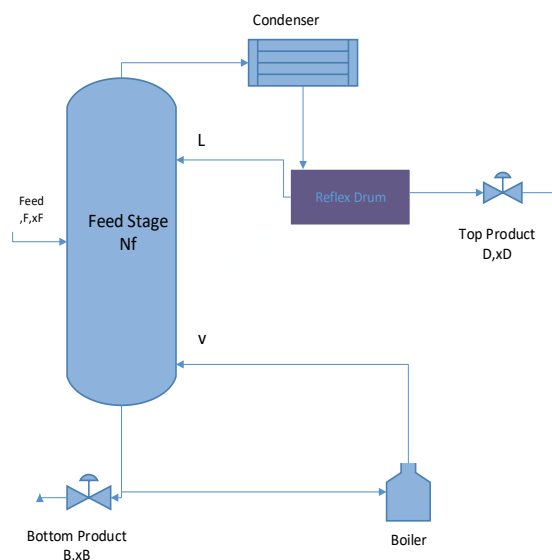 Condenser
L
Reflex Drum
Feed
,F,xF
Feed Stage
Nf
Top Product
D,xD
v
Bottom Product
B,xB
Boiler